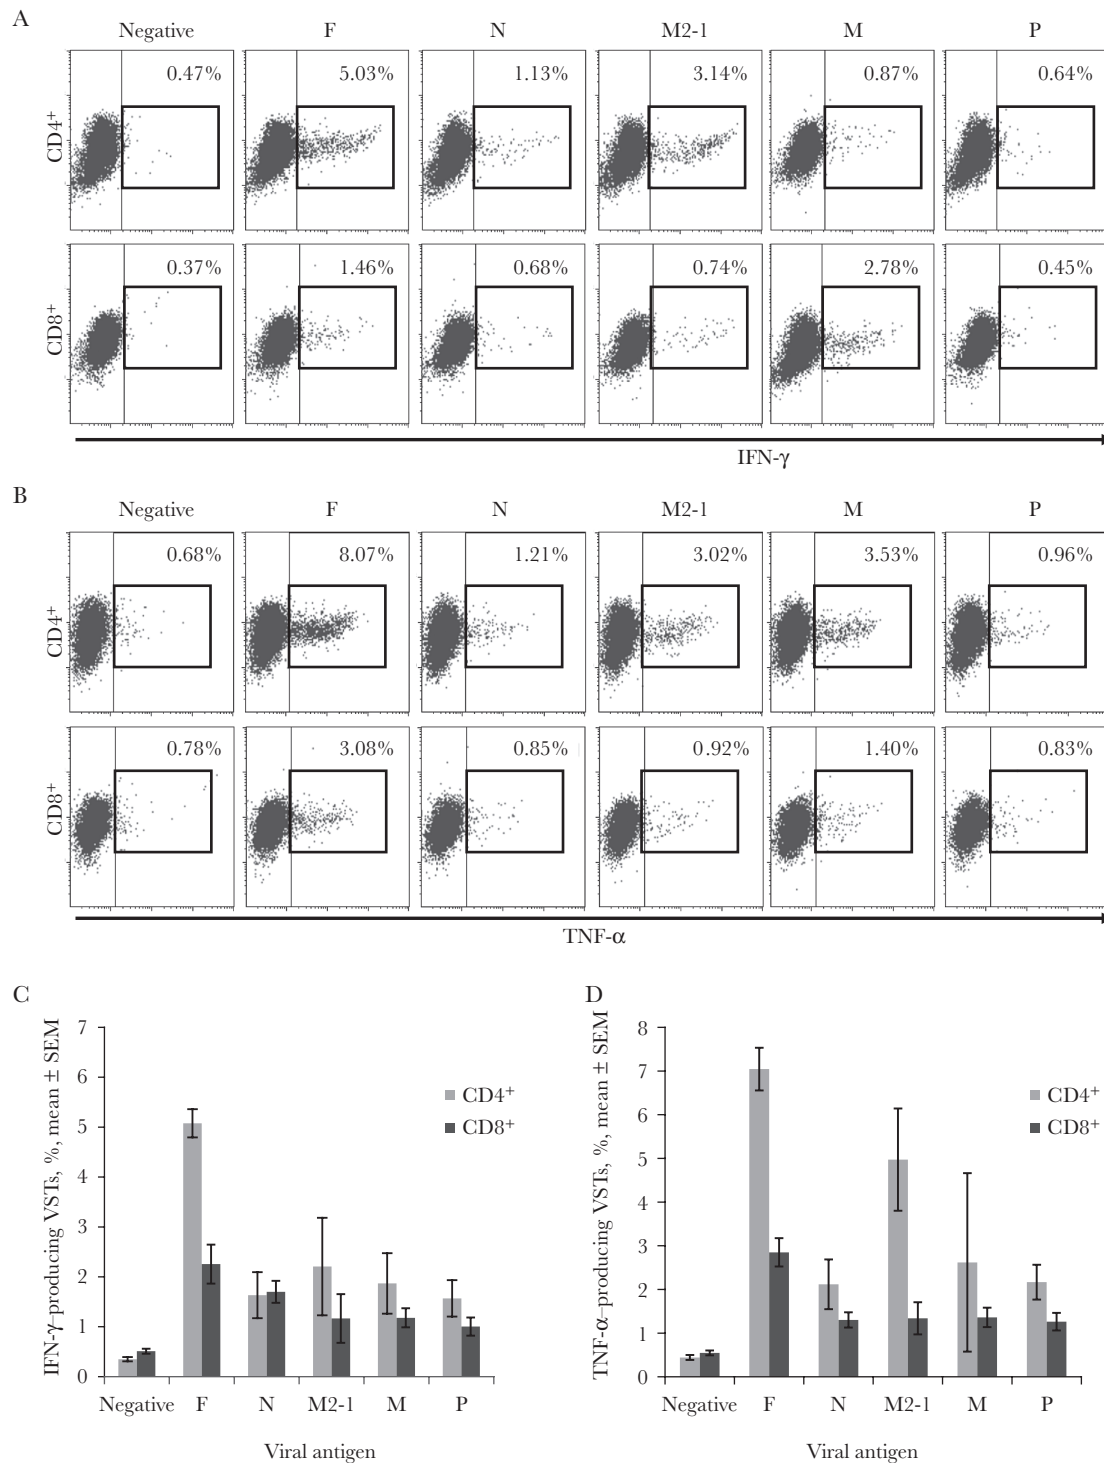 A
Negative F N M2-1 M P
CD4+ 0.47% 5.03% 1.13% 3.14% 0.87% 0.64%
CD8+ 0.37% 1.46% 0.68% 0.74% 2.78% 0.45%
IFN-γ
B
Negative F N M2-1 M P
CD4+ 0.68% 8.07% 1.21% 3.02% 3.53% 0.96%
CD8+ 0.78% 3.08% 0.85% 0.92% 1.40% 0.83%
TNF-α
C
IFN-γ–producing VSTs, %, mean ± SEM
7
6
5
4
3
2
1
0
CD4+
CD8+
Negative F N M2-1 M P
Viral antigen
D
TNF-α–producing VSTs, %, mean ± SEM
8
7
6
5
4
3
2
1
0
CD4+
CD8+
Negative F N M2-1 M P
Viral antigen